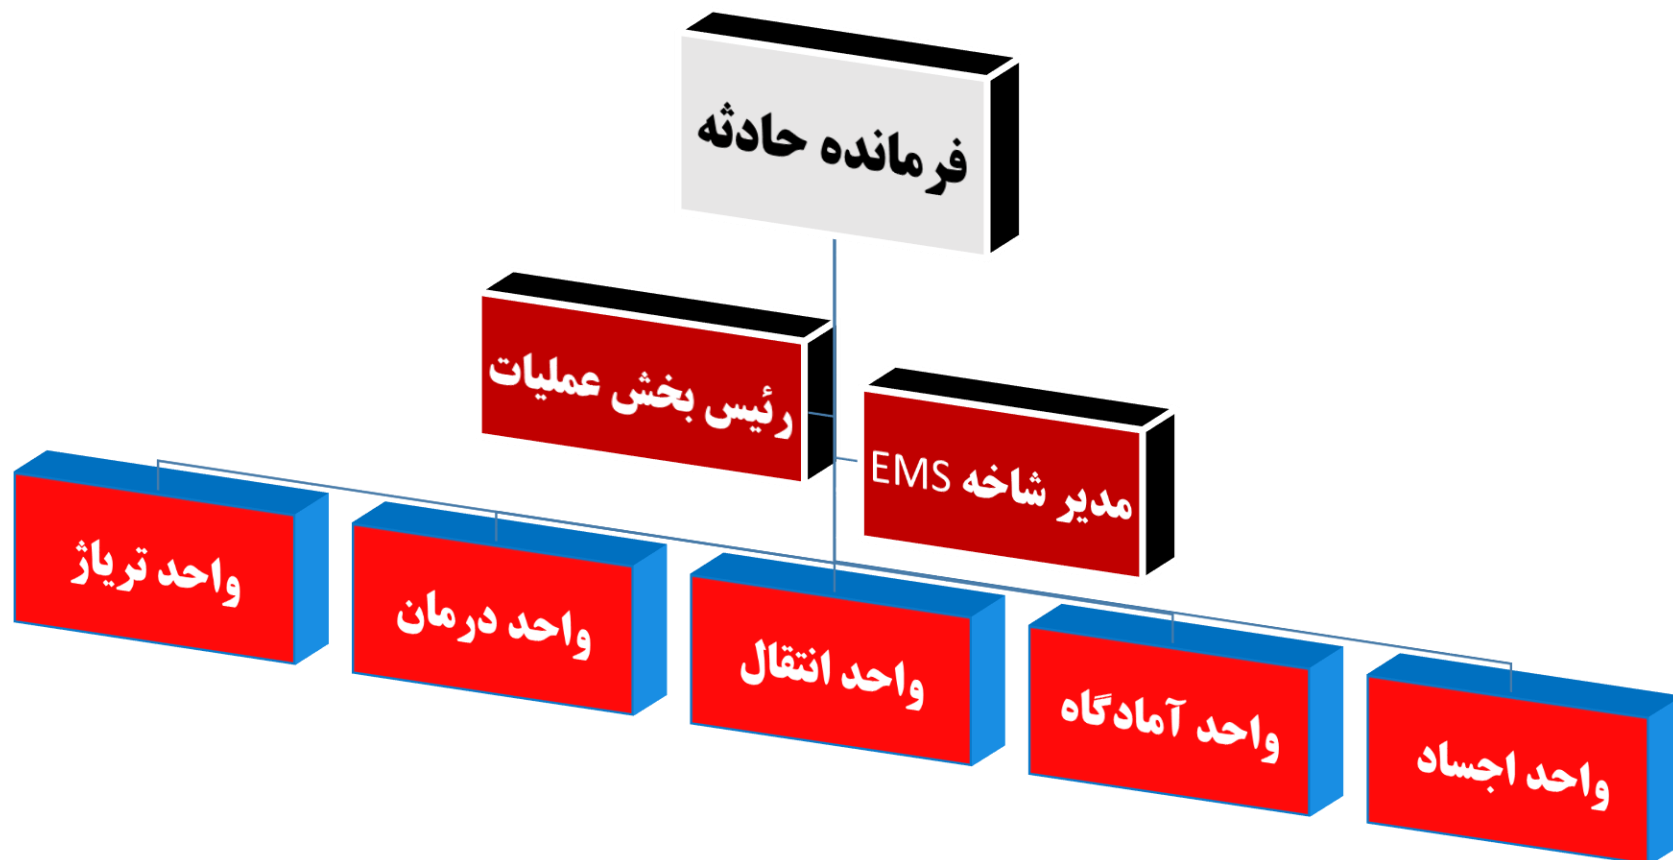 فرمانده حادثه
رئیس بخش عملیات
مدیر شاخه EMS
واحد تریاژ
واحد درمان
واحد انتقال
واحد آمادگاه
واحد اجساد